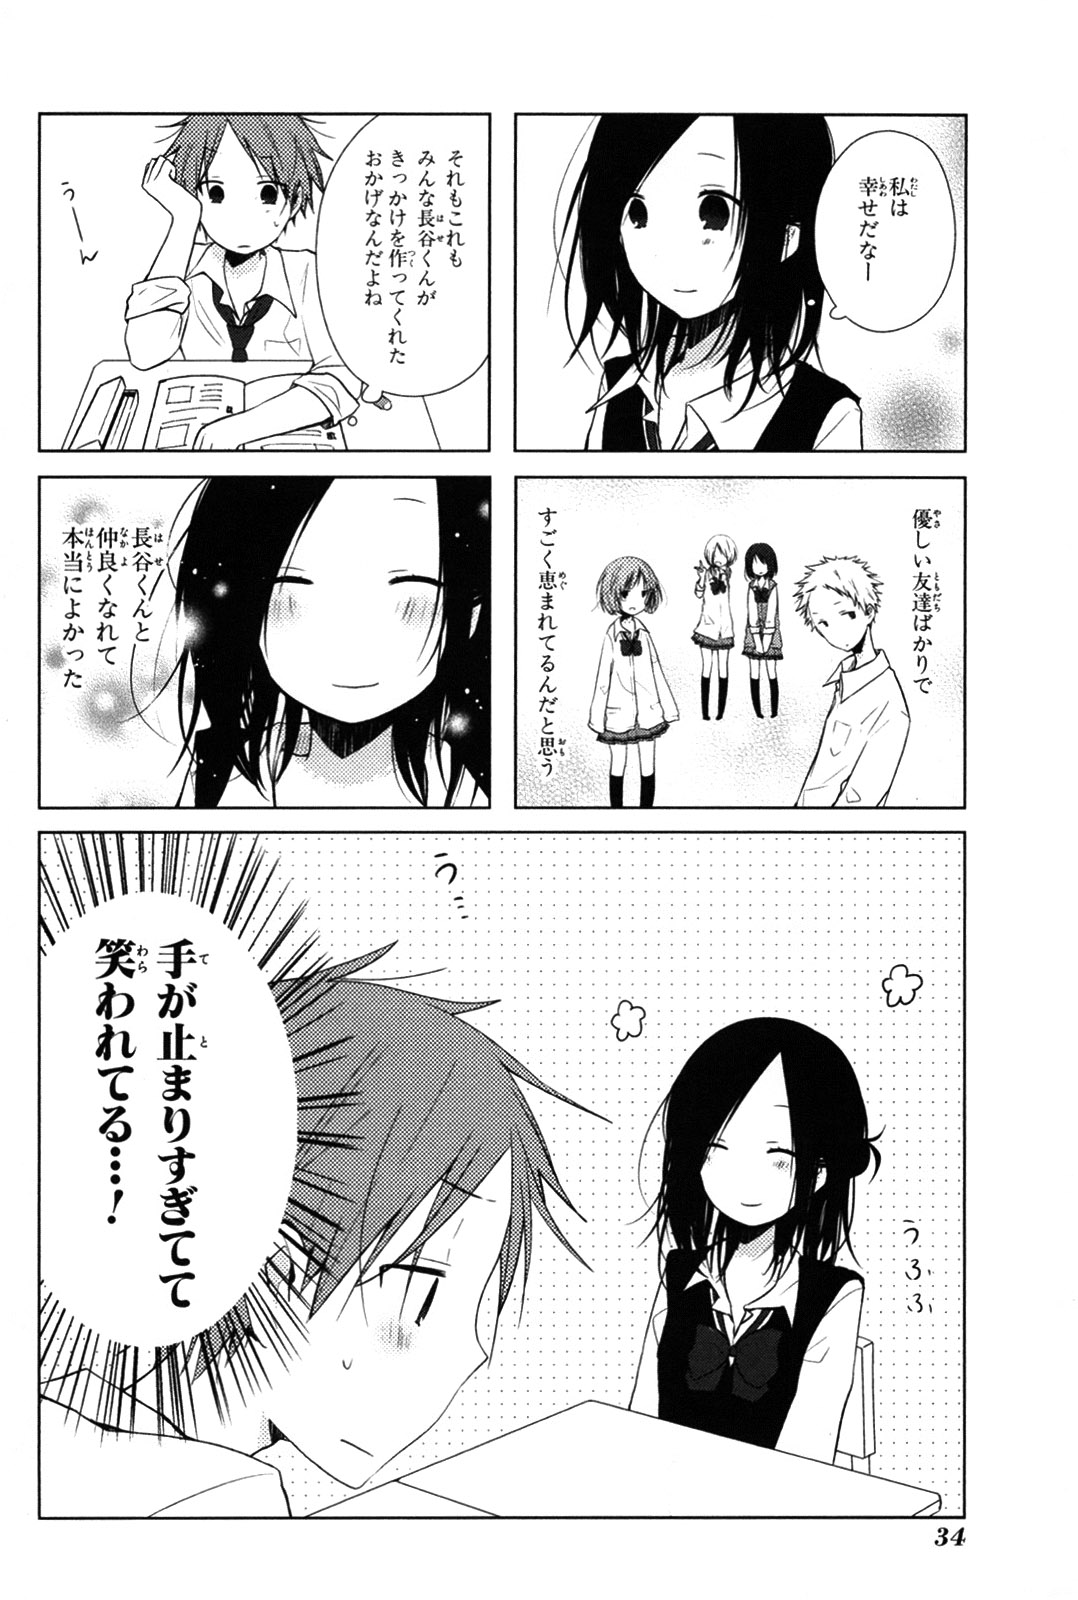 私は
幸せだなー
それもこれも
みんな長谷くんが
きっかけを作ってくれた
おかげなんだよね
うーん
優しい友達ばかりで
すごく恵まれてるんだと思う
長谷くんと
仲良くなれて
本当によかった
う…
うふふ
手が止まりすぎてて
笑われてる…!
34